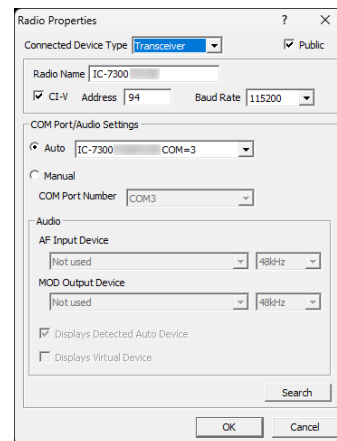 Radio Properties ? X
Connected Device Type Transceiver Public
Radio Name IC-7300
CI-V Address 94 Baud Rate 115200
COM Port/Audio Settings
Auto IC-7300 COM=3
Manual
COM Port Number COM3
Audio
AF Input Device
Not used 48kHz
MOD Output Device
Not used 48kHz
Displays Detected Auto Device
Displays Virtual Device
Search
OK Cancel